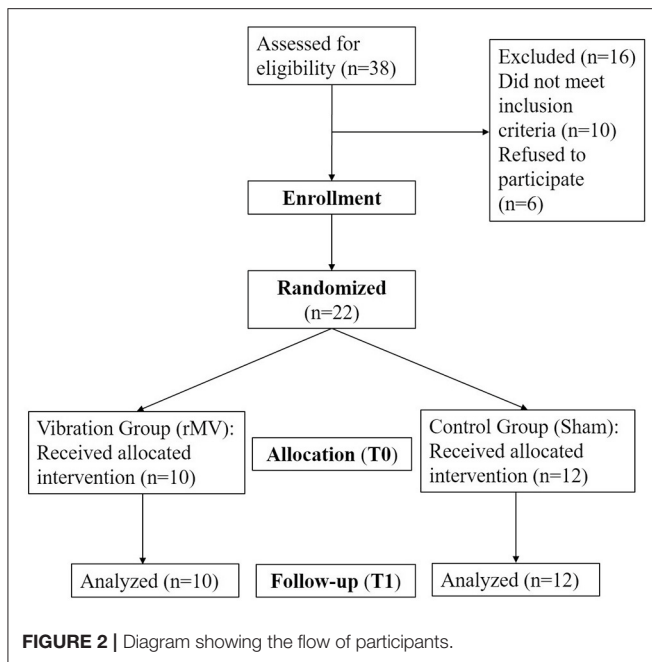 Assessed for
eligibility (n=38)
Excluded (n=16)
Did not meet
inclusion
criteria (n=10)
Refused to
participate
(n=6)
Enrollment
Randomized
(n=22)
Vibration Group (rMV):
Received allocated
intervention (n=10)
Allocation (T0)
Control Group (Sham):
Received allocated
intervention (n=12)
Analyzed (n=10)
Follow-up (T1)
Analyzed (n=12)
FIGURE 2 | Diagram showing the flow of participants.